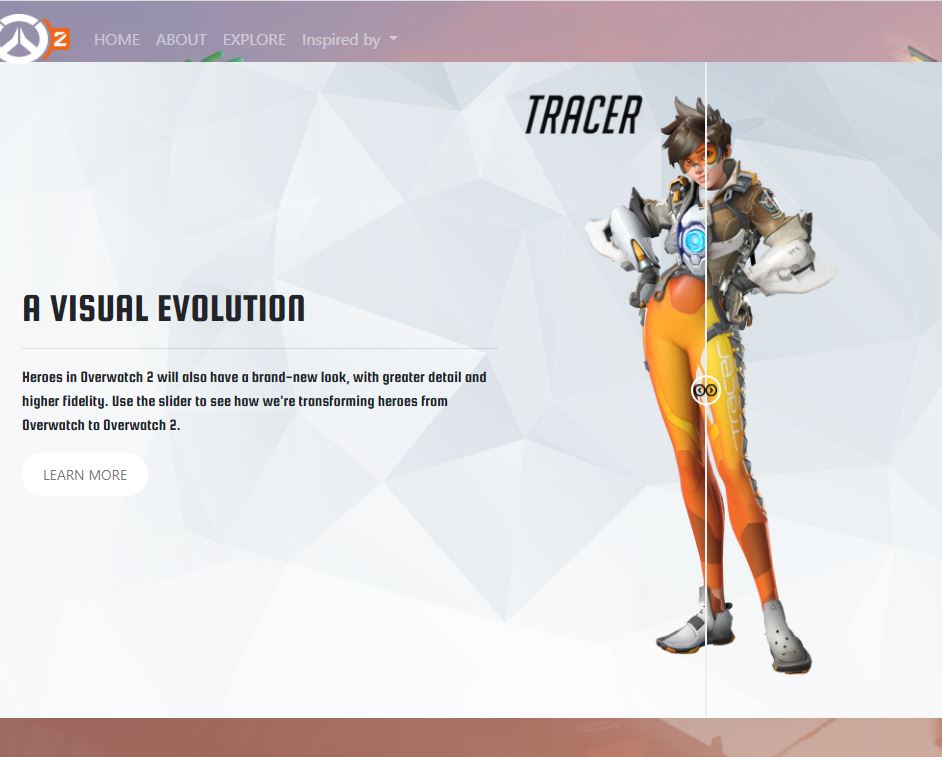 2
HOME ABOUT EXPLORE Inspired by
TRACER
A VISUAL EVOLUTION
Heroes in Overwatch 2 will also have a brand-new look, with greater detail and
higher fidelity. Use the slider to see how we're transforming heroes from
Overwatch to Overwatch 2.
LEARN MORE